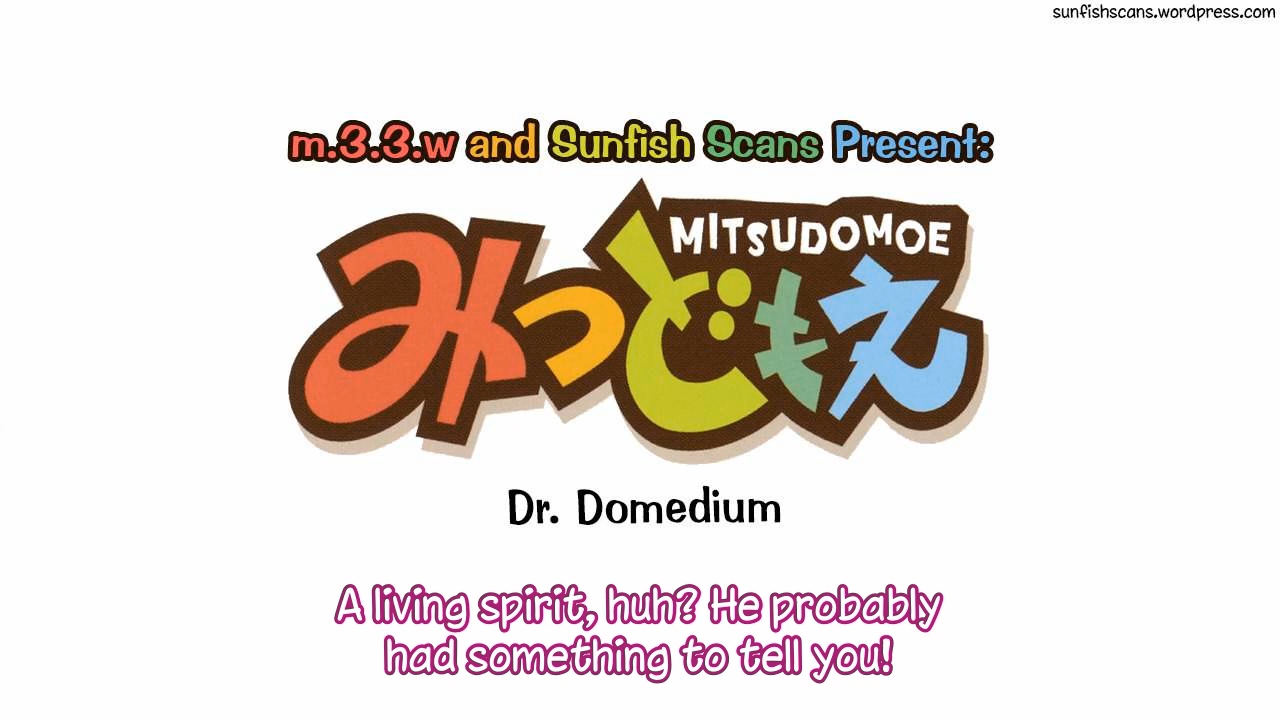 sunfishscans.wordpress.com
m.3.3.w and Sunfish Scans Present:
MITSUDOMOE
みつどもえ
Dr. Domedium
A living spirit, huh? He probably
had something to tell you!